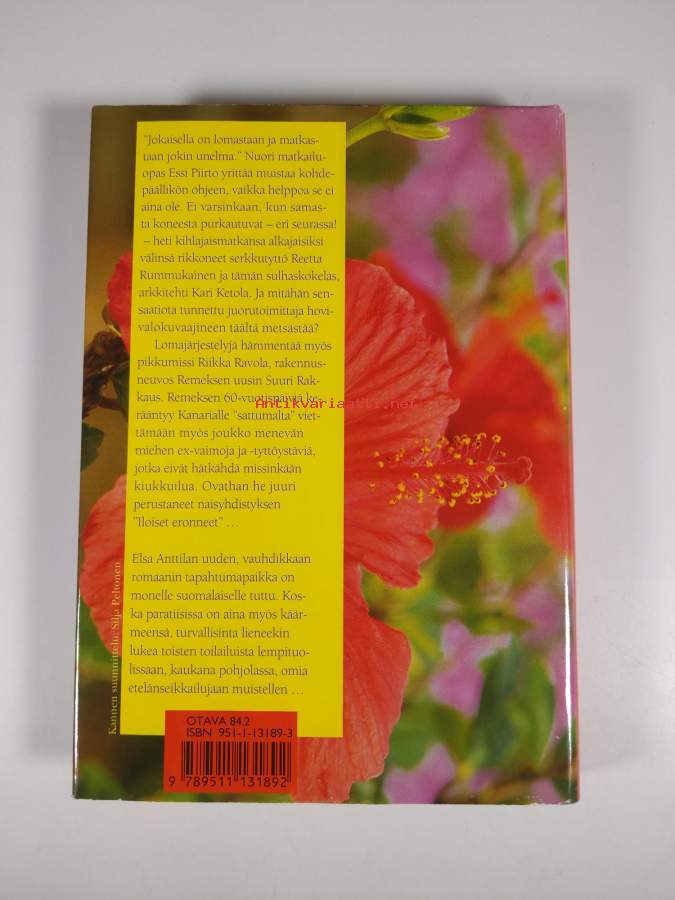 "Jokaisella on lomastaan ja matkas-
taan jokin unelma." Nuori matkailu-
opas Essi Piirto yrittää muistaa kohde-
päällikön ohjeen, vaikka helppoa se ei
aina ole. Ei varsinkaan, kun samas-
ta koneesta purkautuvat – eri seurassa!
– heti kihlajaismatkansa alkajaisiksi
välinsä rikkoneet serkkutyttö Reetta
Rummukainen ja tämän sulhaskokelas,
arkkitehti Kari Ketola. Ja mitähän sen-
saatiota tunnettu juorutoimittaja hovi-
valokuvaajineen täältä metsästää?
Lomajärjestelyjä hämmentää myös
pikkumissi Riikka Ravola, rakennus-
neuvos Remeksen uusin Suuri Rak-
kaus. Remeksen 60-vuotispäiviä ke-
rääntyy Kanarialle "sattumalta" viet-
tämään myös joukko menevän
miehen ex-vaimoja ja -tyttöystäviä,
jotka eivät hätkähdä missinkään
kiukkuilua. Ovathan he juuri
perustaneet naisyhdistyksen
"Iloiset eronneet" …
Elsa Anttilan uuden, vauhdikkaan
romaanin tapahtumapaikka on
monelle suomalaiselle tuttu. Kos-
ka paratiisissa on aina myös käär-
meensä, turvallisinta lieneekin
lukea toisten toilailuista lempituo-
lissaan, kaukana pohjolassa, omia
etelänseikkailujaan muistellen …
Kannen suunnittelu: Silja Peltonen
Antikvariaatti.net
OTAVA 84.2
ISBN 951-1-13189-3
9 789511 131892